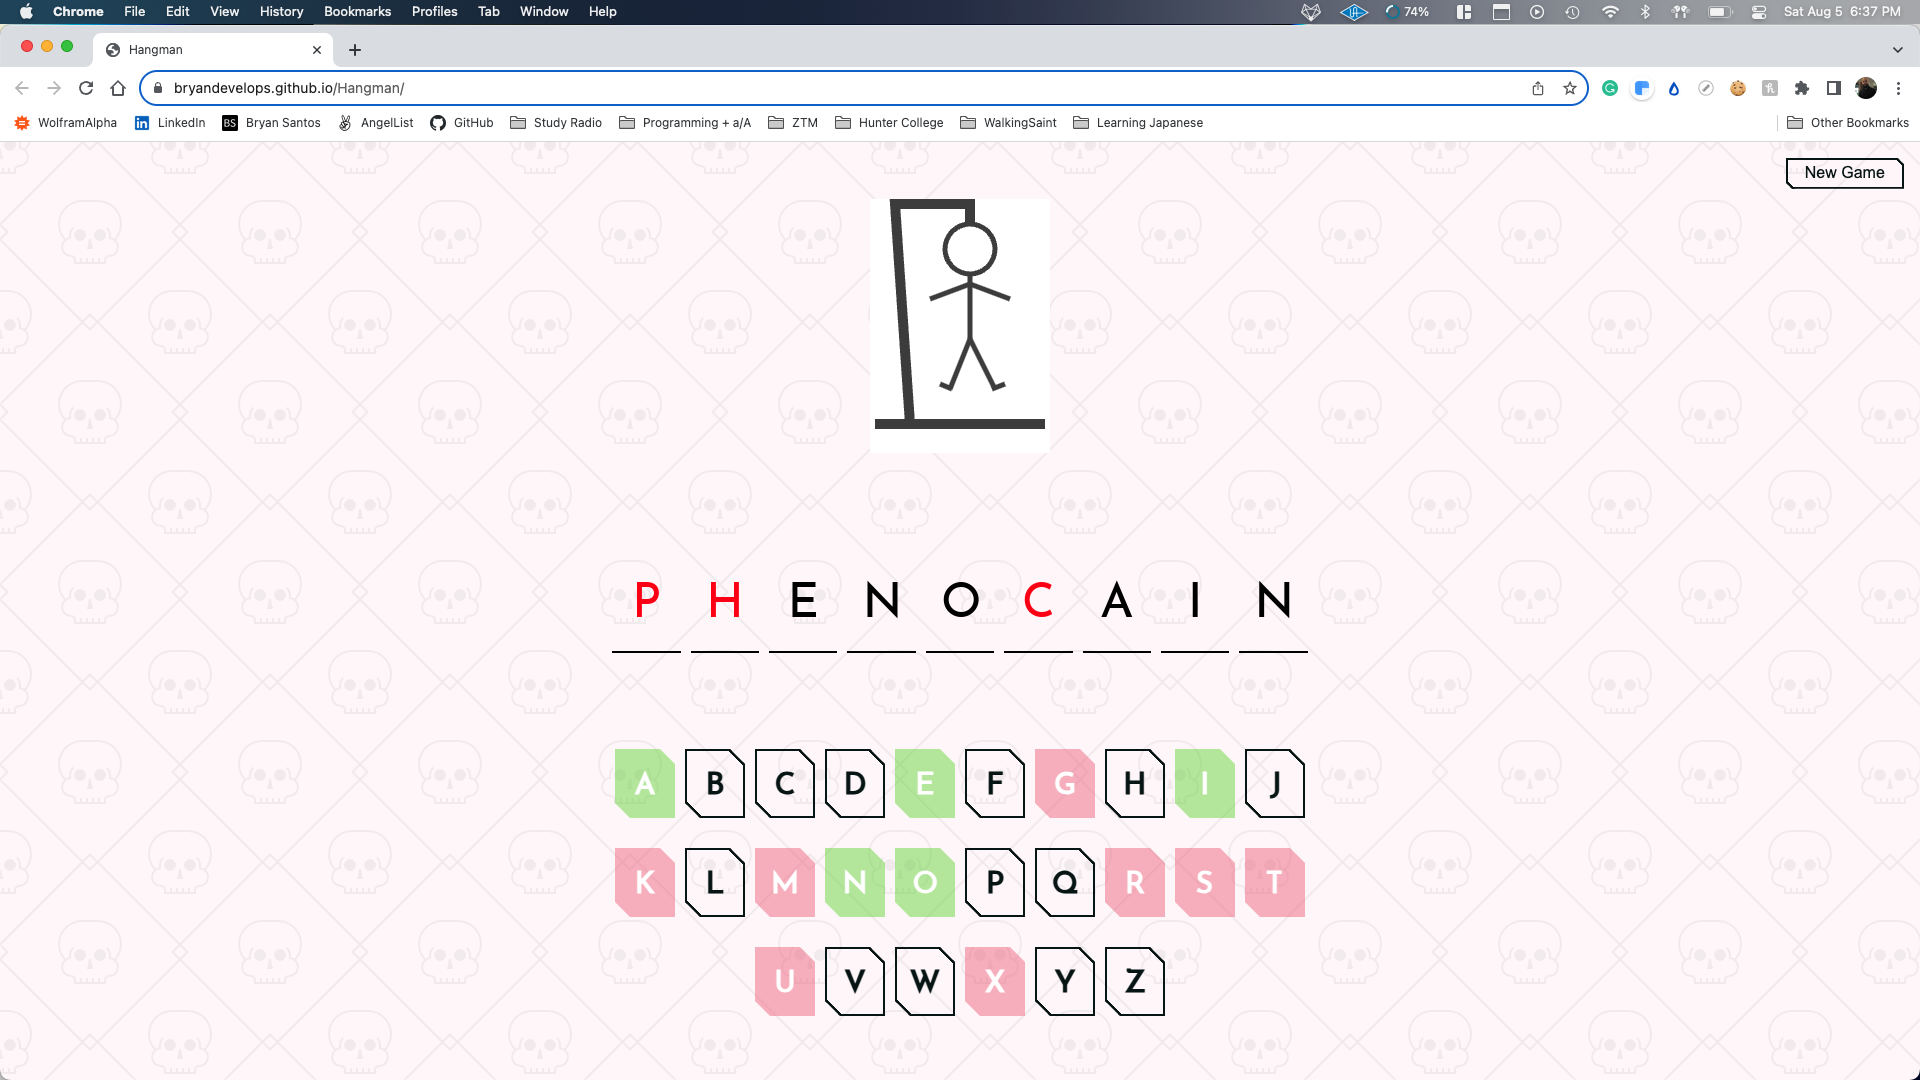 Chrome File Edit View History Bookmarks Profiles Tab Window Help 74% Sat Aug 5 6:37 PM
Hangman
bryandevelops.github.io/Hangman/
WolframAlpha LinkedIn BS Bryan Santos AngelList GitHub Study Radio Programming + a/A ZTM Hunter College WalkingSaint Learning Japanese Other Bookmarks
New Game
P H E N O C A I N
A B C D E F G H I J
K L M N O P Q R S T
U V W X Y Z